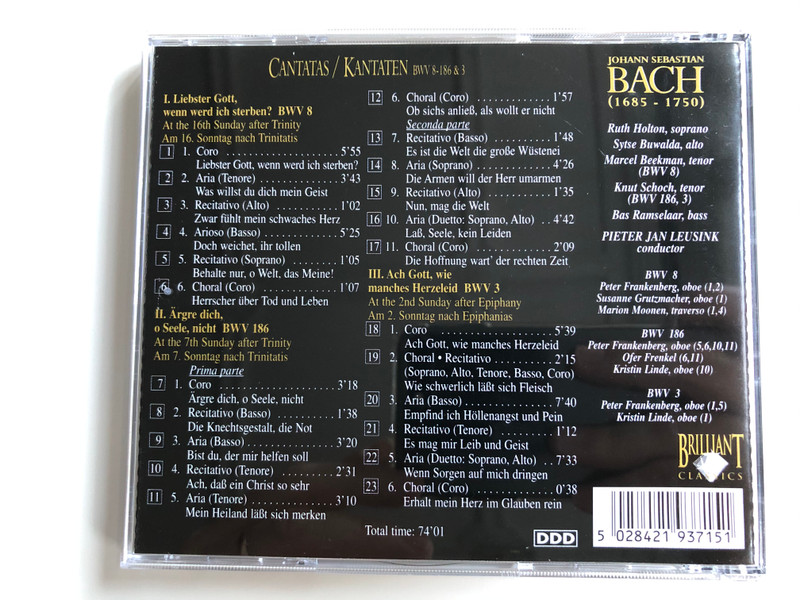 CANTATAS / KANTATEN BWV 8-186 & 3
I. Liebster Gott,
wenn werd ich sterben? BWV 8
At the 16th Sunday after Trinity
Am 16. Sonntag nach Trinitatis
1 1. Coro 5'55
Liebster Gott, wenn werd ich sterben?
2 2. Aria (Tenore) 3'43
Was willst du dich mein Geist
3 3. Recitativo (Alto) 1'02
Zwar fühlt mein schwaches Herz
4 4. Arioso (Basso) 5'25
Doch weichet, ihr tollen
5 5. Recitativo (Soprano) 1'05
Behalte nur, o Welt, das Meine!
6 6. Choral (Coro) 1'07
Herrscher über Tod und Leben
II. Ärgre dich,
o Seele, nicht BWV 186
At the 7th Sunday after Trinity
Am 7. Sonntag nach Trinitatis
Prima parte
7 1. Coro 3'18
Ärgre dich, o Seele, nicht
8 2. Recitativo (Basso) 1'38
Die Knechtsgestalt, die Not
9 3. Aria (Basso) 3'20
Bist du, der mir helfen soll
10 4. Recitativo (Tenore) 2'31
Ach, daß ein Christ so sehr
11 5. Aria (Tenore) 3'10
Mein Heiland läßt sich merken
12 6. Choral (Coro) 1'57
Ob sichs anließ, als wollt er nicht
Seconda parte
13 7. Recitativo (Basso) 1'48
Es ist die Welt die große Wüstenei
14 8. Aria (Soprano) 4'26
Die Armen will der Herr umarmen
15 9. Recitativo (Alto) 1'35
Nun, mag die Welt
16 10. Aria (Duetto: Soprano, Alto) 4'42
Laß, Seele, kein Leiden
17 11. Choral (Coro) 2'09
Die Hoffnung wart' der rechten Zeit
III. Ach Gott, wie
manches Herzeleid BWV 3
At the 2nd Sunday after Epiphany
Am 2. Sonntag nach Epiphanias
18 1. Coro 5'39
Ach Gott, wie manches Herzeleid
19 2. Choral • Recitativo 2'15
(Soprano, Alto, Tenore, Basso, Coro)
Wie schwerlich läßt sich Fleisch
20 3. Aria (Basso) 7'40
Empfind ich Höllenangst und Pein
21 4. Recitativo (Tenore) 1'12
Es mag mir Leib und Geist
22 5. Aria (Duetto: Soprano, Alto) 7'33
Wenn Sorgen auf mich dringen
23 6. Choral (Coro) 0'38
Erhalt mein Herz im Glauben rein
Total time: 74'01
DDD
JOHANN SEBASTIAN
BACH
(1685 - 1750)
Ruth Holton, soprano
Sytse Buwalda, alto
Marcel Beekman, tenor
(BWV 8)
Knut Schoch, tenor
(BWV 186, 3)
Bas Ramselaar, bass
PIETER JAN LEUSINK
conductor
BWV 8
Peter Frankenberg, oboe (1,2)
Susanne Grutzmacher, oboe (1)
Marion Moonen, traverso (1,4)
BWV 186
Peter Frankenberg, oboe (5,6,10,11)
Ofer Frenkel (6,11)
Kristin Linde, oboe (10)
BWV 3
Peter Frankenberg, oboe (1,5)
Kristin Linde, oboe (1)
BRILLIANT
CLASSICS
5 028421 937151